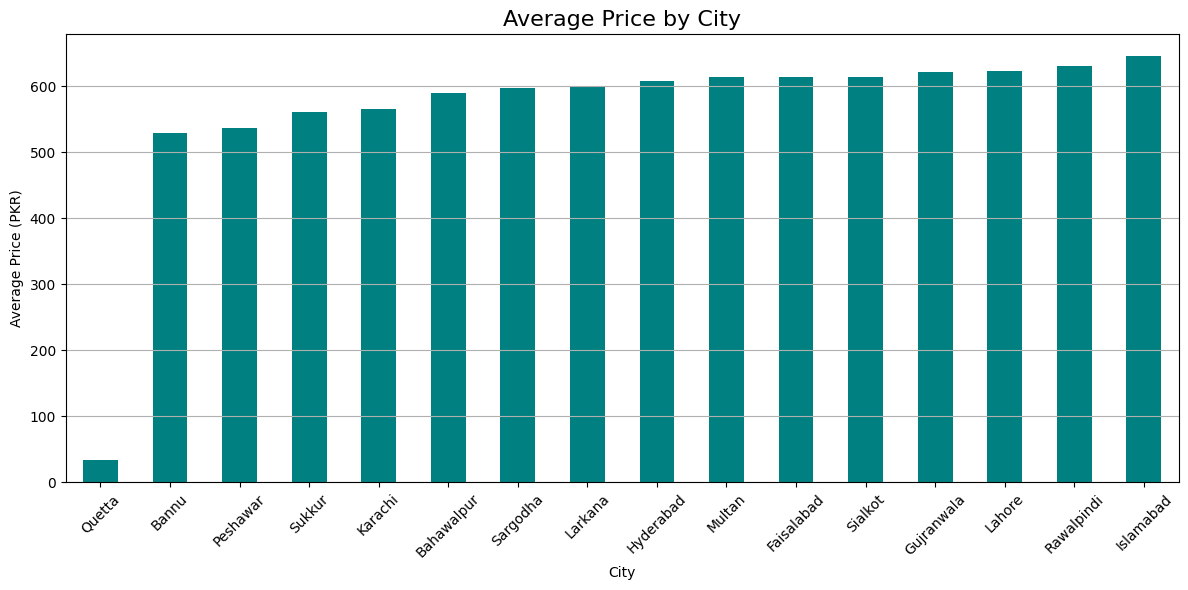 Average Price by City
Average Price (PKR)
600
500
400
300
200
100
0
Quetta
Bannu
Peshawar
Sukkur
Karachi
Bahawalpur
Sargodha
Larkana
Hyderabad
Multan
Faisalabad
Sialkot
Gujranwala
Lahore
Rawalpindi
Islamabad
City